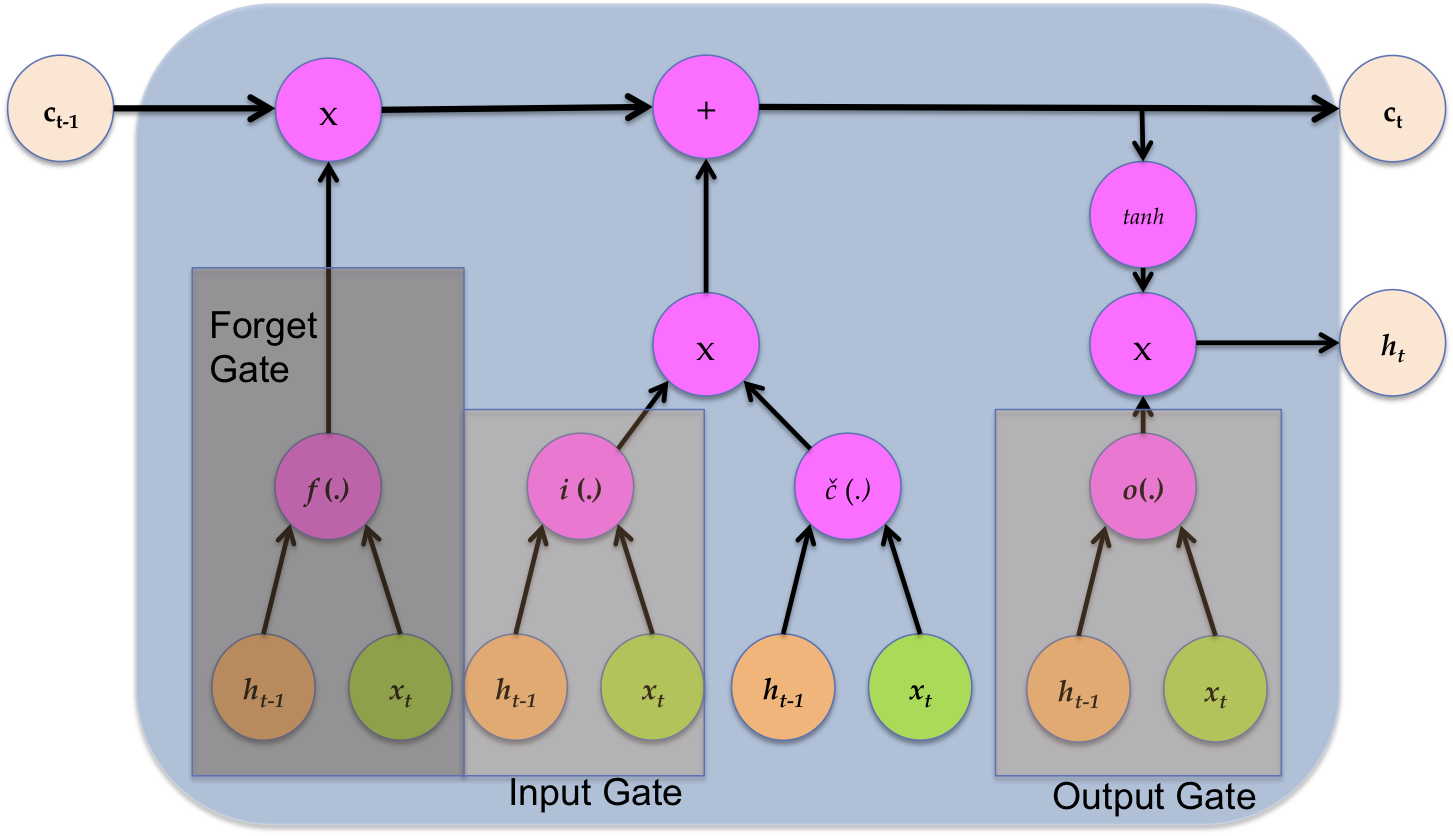 c_{t-1}
x
+
c_t
tanh
Forget
Gate
x
x
h_t
f (.)
i (.)
č (.)
o(.)
h_{t-1}
x_t
h_{t-1}
x_t
h_{t-1}
x_t
h_{t-1}
x_t
Input Gate
Output Gate